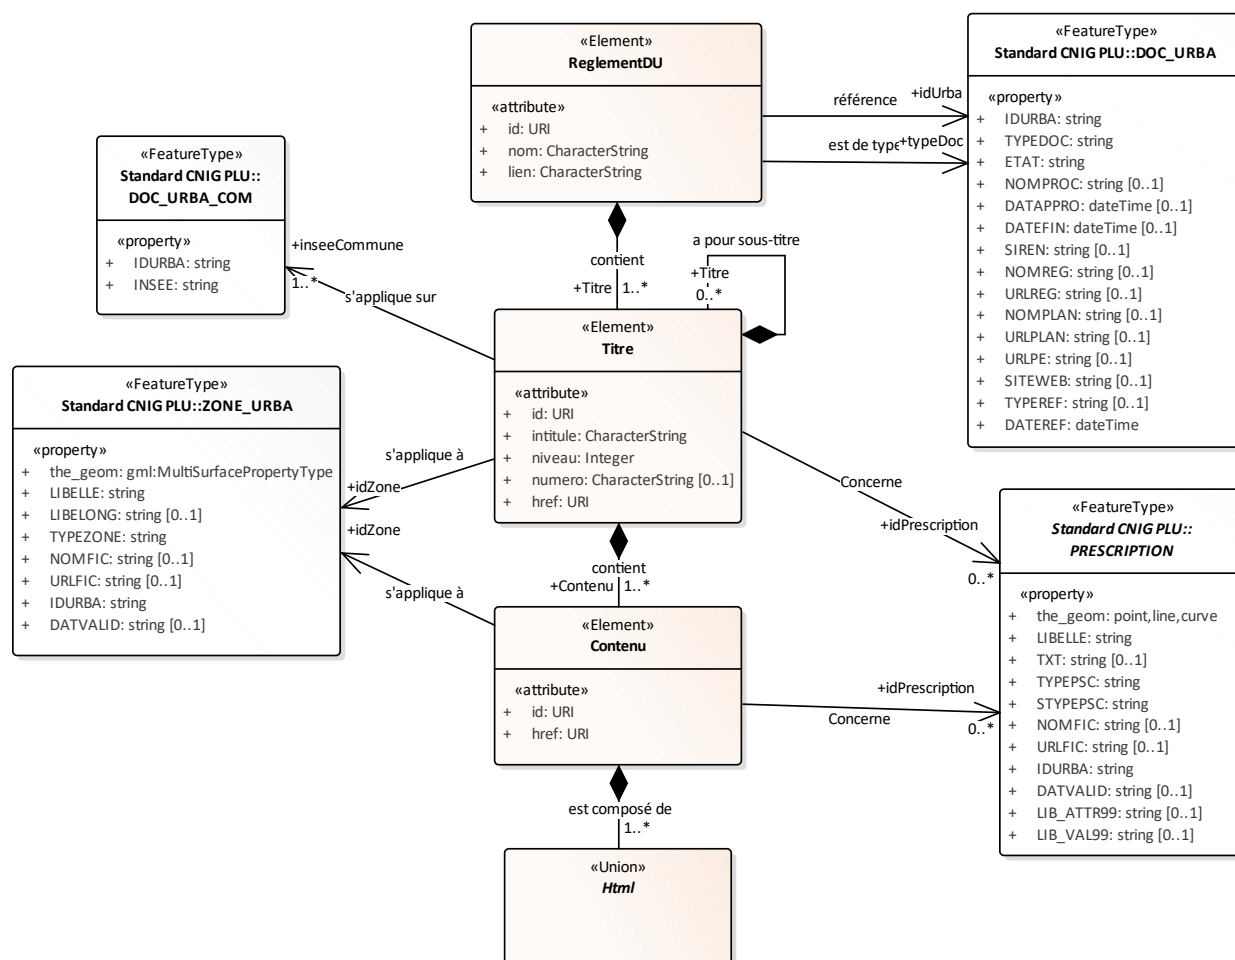 «Element»
ReglementDU
«attribute»
+ id: URI
+ nom: CharacterString
+ lien: CharacterString
«FeatureType»
Standard CNIG PLU::DOC_URBA
«property»
+ IDURBA: string
+ TYPEDOC: string
+ ETAT: string
+ NOMPROC: string [0..1]
+ DATAPPRO: dateTime [0..1]
+ DATEFIN: dateTime [0..1]
+ SIREN: string [0..1]
+ NOMREG: string [0..1]
+ URLREG: string [0..1]
+ NOMPLAN: string [0..1]
+ URLPLAN: string [0..1]
+ URLPE: string [0..1]
+ SITEWEB: string [0..1]
+ TYPEREF: string [0..1]
+ DATEREF: dateTime
référence
+idUrba
est de type
+typeDoc
«FeatureType»
Standard CNIG PLU::
DOC_URBA_COM
«property»
+ IDURBA: string
+ INSEE: string
+inseeCommune
1..*
s'applique sur
contient
+Titre
1..*
a pour sous-titre
+Titre
0..*
«Element»
Titre
«attribute»
+ id: URI
+ intitule: CharacterString
+ niveau: Integer
+ numero: CharacterString [0..1]
+ href: URI
«FeatureType»
Standard CNIG PLU::ZONE_URBA
«property»
+ the_geom: gml:MultiSurfacePropertyType
+ LIBELLE: string
+ LIBELONG: string [0..1]
+ TYPEZONE: string
+ NOMFIC: string [0..1]
+ URLFIC: string [0..1]
+ IDURBA: string
+ DATVALID: string [0..1]
s'applique à
+idZone
+idZone
s'applique à
Concerne
+idPrescription
0..*
«FeatureType»
Standard CNIG PLU::
PRESCRIPTION
«property»
+ the_geom: point,line,curve
+ LIBELLE: string
+ TXT: string [0..1]
+ TYPEPSC: string
+ STYPEPSC: string
+ NOMFIC: string [0..1]
+ URLFIC: string [0..1]
+ IDURBA: string
+ DATVALID: string [0..1]
+ LIB_ATTR99: string [0..1]
+ LIB_VAL99: string [0..1]
contient
+Contenu
1..*
«Element»
Contenu
«attribute»
+ id: URI
+ href: URI
+idPrescription
Concerne
0..*
est composé de
1..*
«Union»
Html